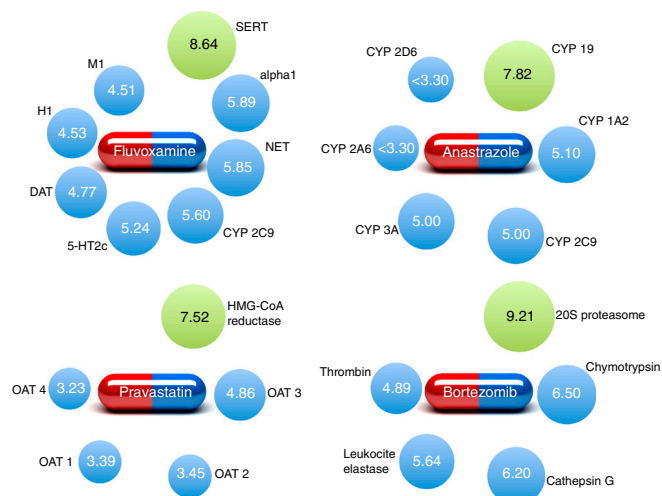 SERT
8.64
M1
4.51
alpha1
5.89
H1
4.53
Fluvoxamine
NET
5.85
DAT
4.77
5-HT2c
5.24
5.60
CYP 2C9
CYP 2D6
<3.30
CYP 19
7.82
CYP 1A2
5.10
CYP 2A6
<3.30
Anastrazole
CYP 3A
5.00
5.00
CYP 2C9
7.52
HMG-CoA
reductase
OAT 4
3.23
Pravastatin
4.86
OAT 3
OAT 1
3.39
3.45
OAT 2
9.21
20S proteasome
Thrombin
4.89
Bortezomib
Chymotrypsin
6.50
Leukocite
elastase
5.64
6.20
Cathepsin G